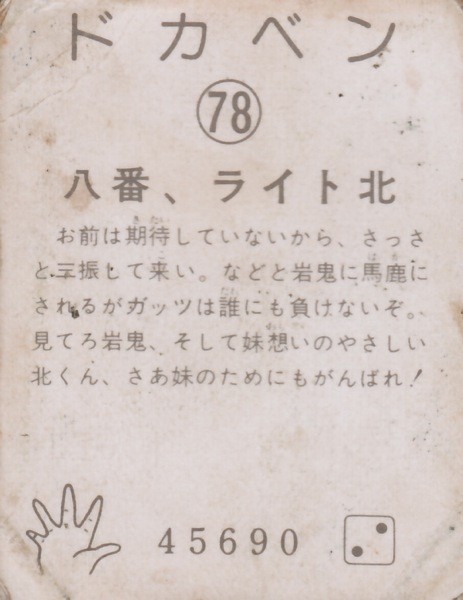 ドカベン
78
八番、ライト北
お前は期待していないから、さっさ
と三振して来い。などと岩鬼に馬鹿に
されるがガッツは誰にも負けないぞ。
見てろ岩鬼、そして妹想いのやさしい
北くん、さあ妹のためにもがんばれ！
45690